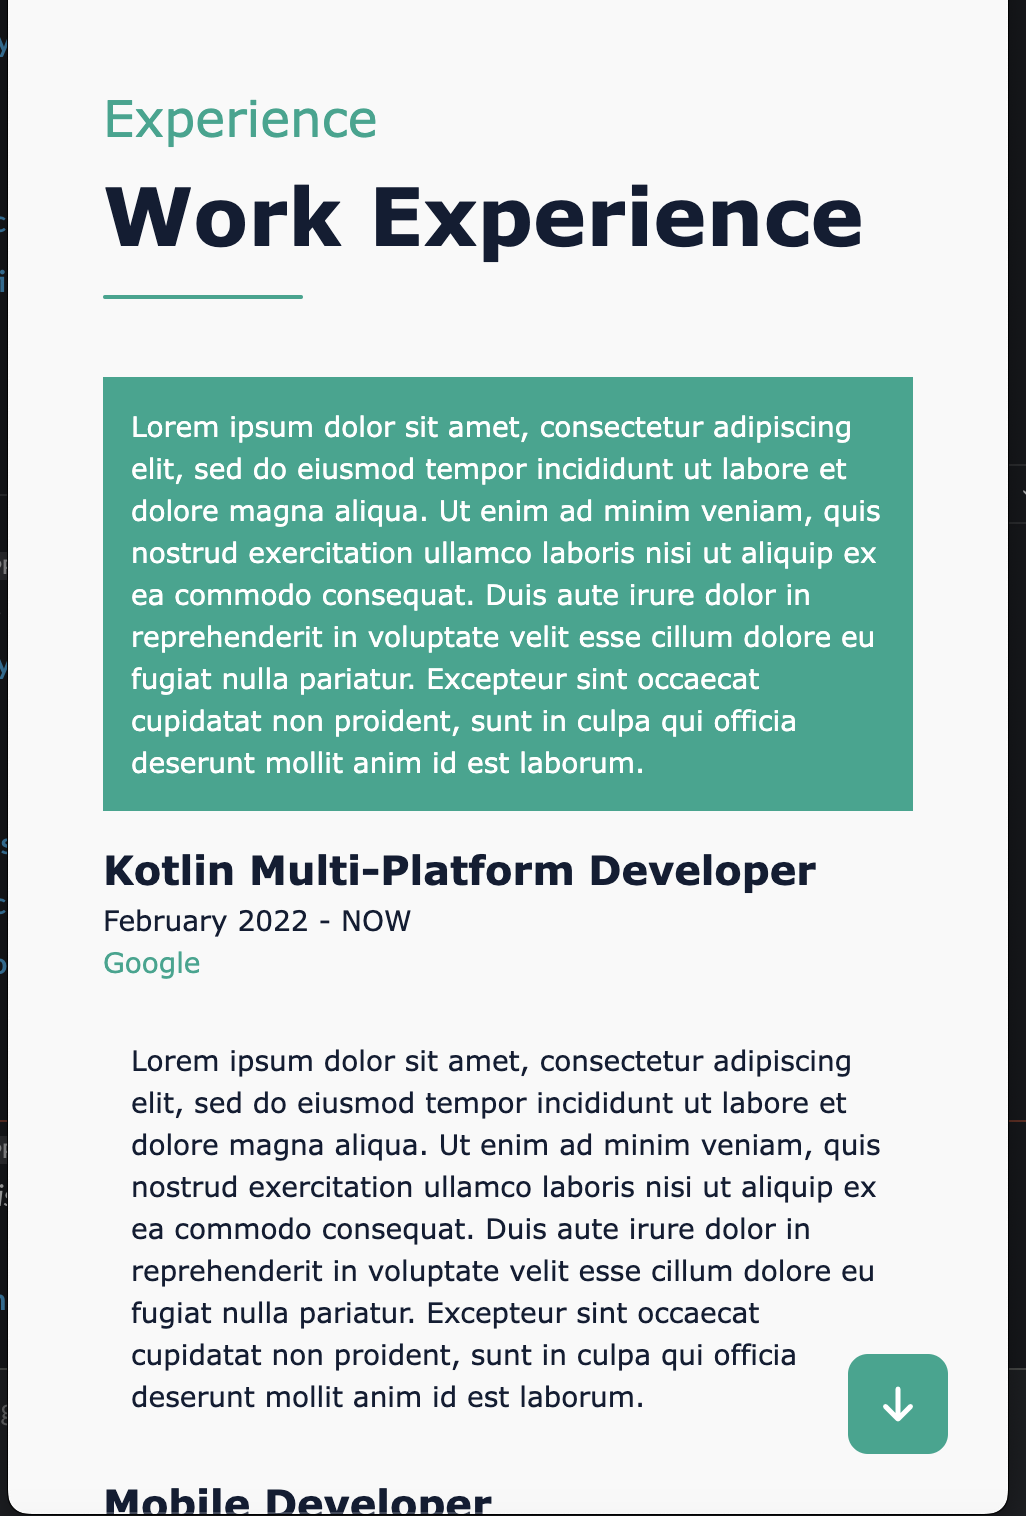 Experience
Work Experience
Lorem ipsum dolor sit amet, consectetur adipiscing
elit, sed do eiusmod tempor incididunt ut labore et
dolore magna aliqua. Ut enim ad minim veniam, quis
nostrud exercitation ullamco laboris nisi ut aliquip ex
ea commodo consequat. Duis aute irure dolor in
reprehenderit in voluptate velit esse cillum dolore eu
fugiat nulla pariatur. Excepteur sint occaecat
cupidatat non proident, sunt in culpa qui officia
deserunt mollit anim id est laborum.
Kotlin Multi-Platform Developer
February 2022 - NOW
Google
Lorem ipsum dolor sit amet, consectetur adipiscing
elit, sed do eiusmod tempor incididunt ut labore et
dolore magna aliqua. Ut enim ad minim veniam, quis
nostrud exercitation ullamco laboris nisi ut aliquip ex
ea commodo consequat. Duis aute irure dolor in
reprehenderit in voluptate velit esse cillum dolore eu
fugiat nulla pariatur. Excepteur sint occaecat
cupidatat non proident, sunt in culpa qui officia
deserunt mollit anim id est laborum.
Mobile Developer